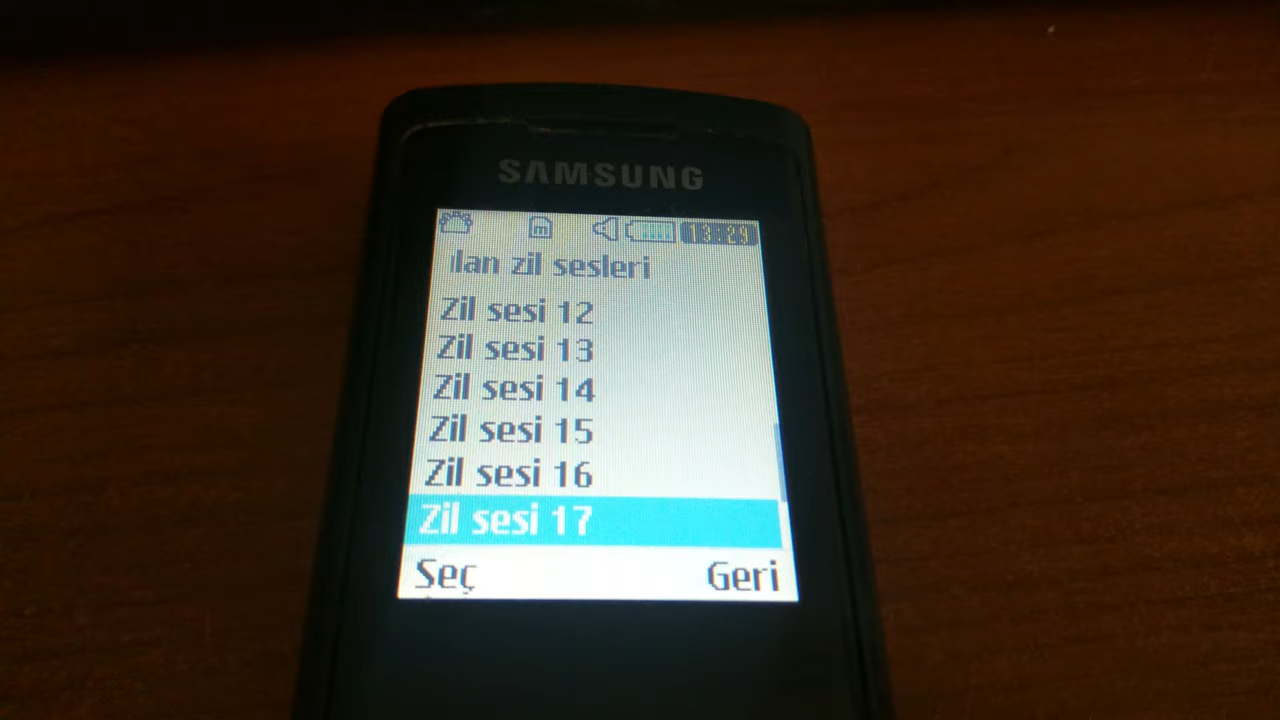 SAMSUNG
13:29
lan zil sesleri
Zil sesi 12
Zil sesi 13
Zil sesi 14
Zil sesi 15
Zil sesi 16
Zil sesi 17
Seç Geri